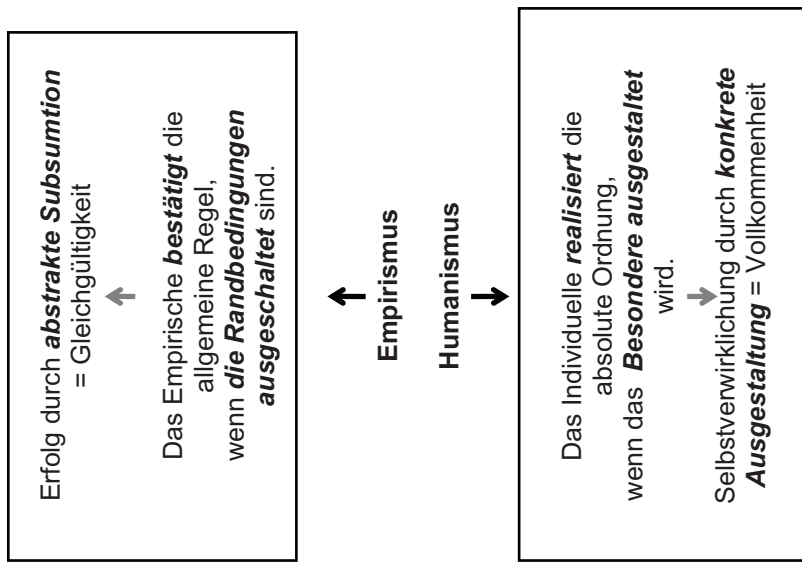 Erfolg durch abstrakte Subsumtion
= Gleichgültigkeit
Das Empirische bestätigt die
allgemeine Regel,
wenn die Randbedingungen
ausgeschaltet sind.
Empirismus
Humanismus
Das Individuelle realisiert die
absolute Ordnung,
wenn das Besondere ausgestaltet
wird.
Selbstverwirklichung durch konkrete
Ausgestaltung = Vollkommenheit